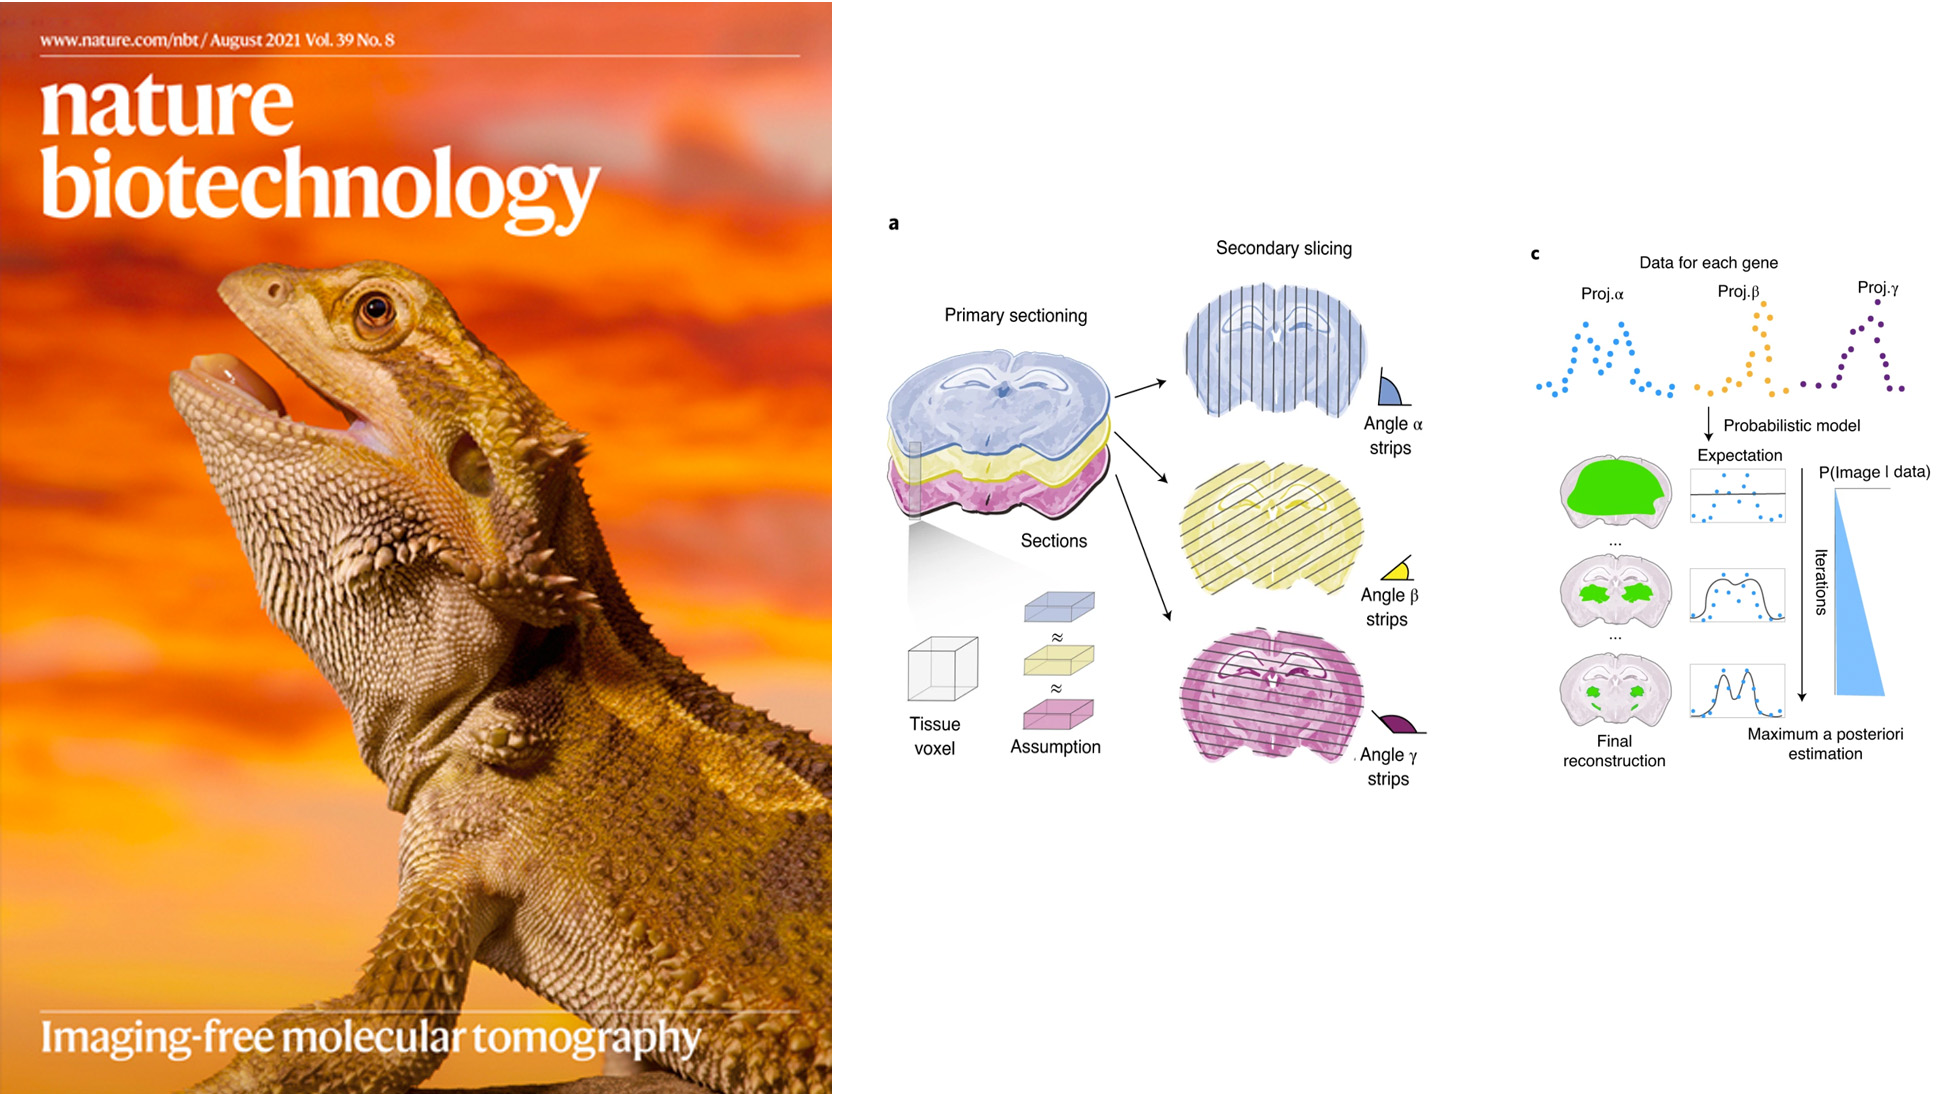 www.nature.com/nbt / August 2021 Vol. 39 No. 8
nature
biotechnology
Imaging-free molecular tomography
a
Primary sectioning
Secondary slicing
Sections
Tissue
voxel
≈
≈
Assumption
Angle α
strips
Angle β
strips
Angle γ
strips
c
Data for each gene
Proj.α
Proj.β
Proj.γ
Probabilistic model
Expectation
P(Image | data)
...
...
Iterations
Final
reconstruction
Maximum a posteriori
estimation